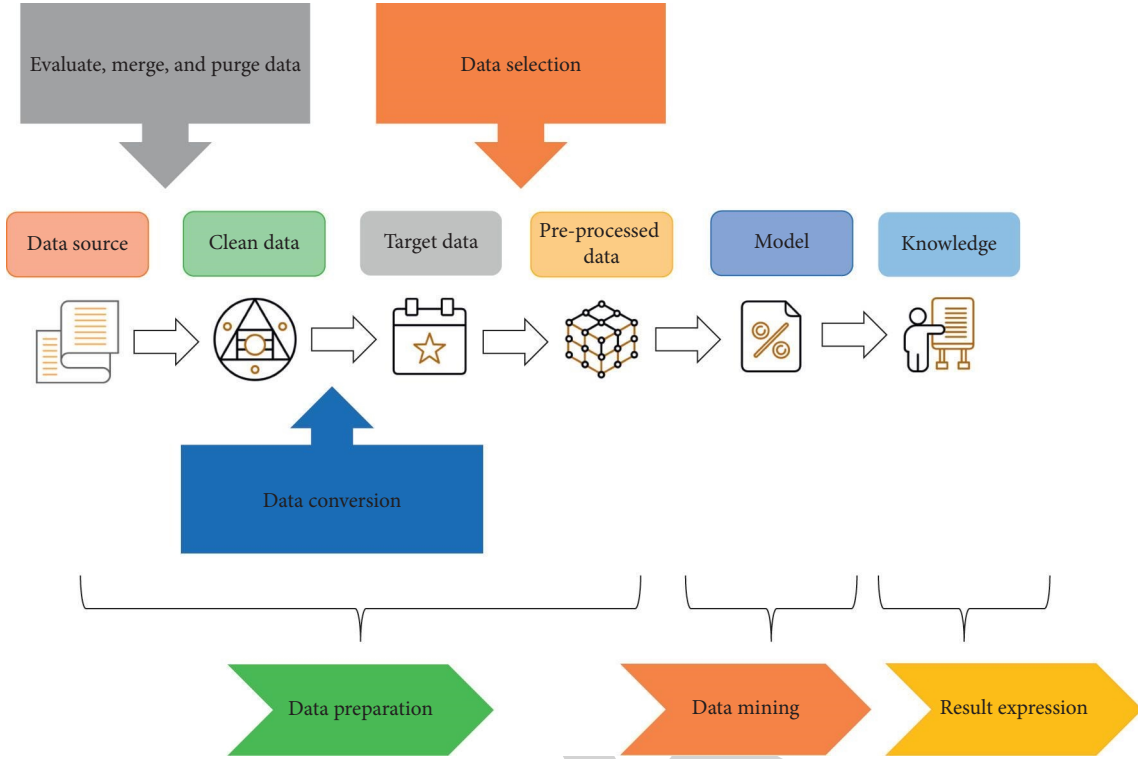 Evaluate, merge, and purge data
Data selection
Data source
Clean data
Target data
Pre-processed
data
Model
Knowledge
Data conversion
Data preparation
Data mining
Result expression